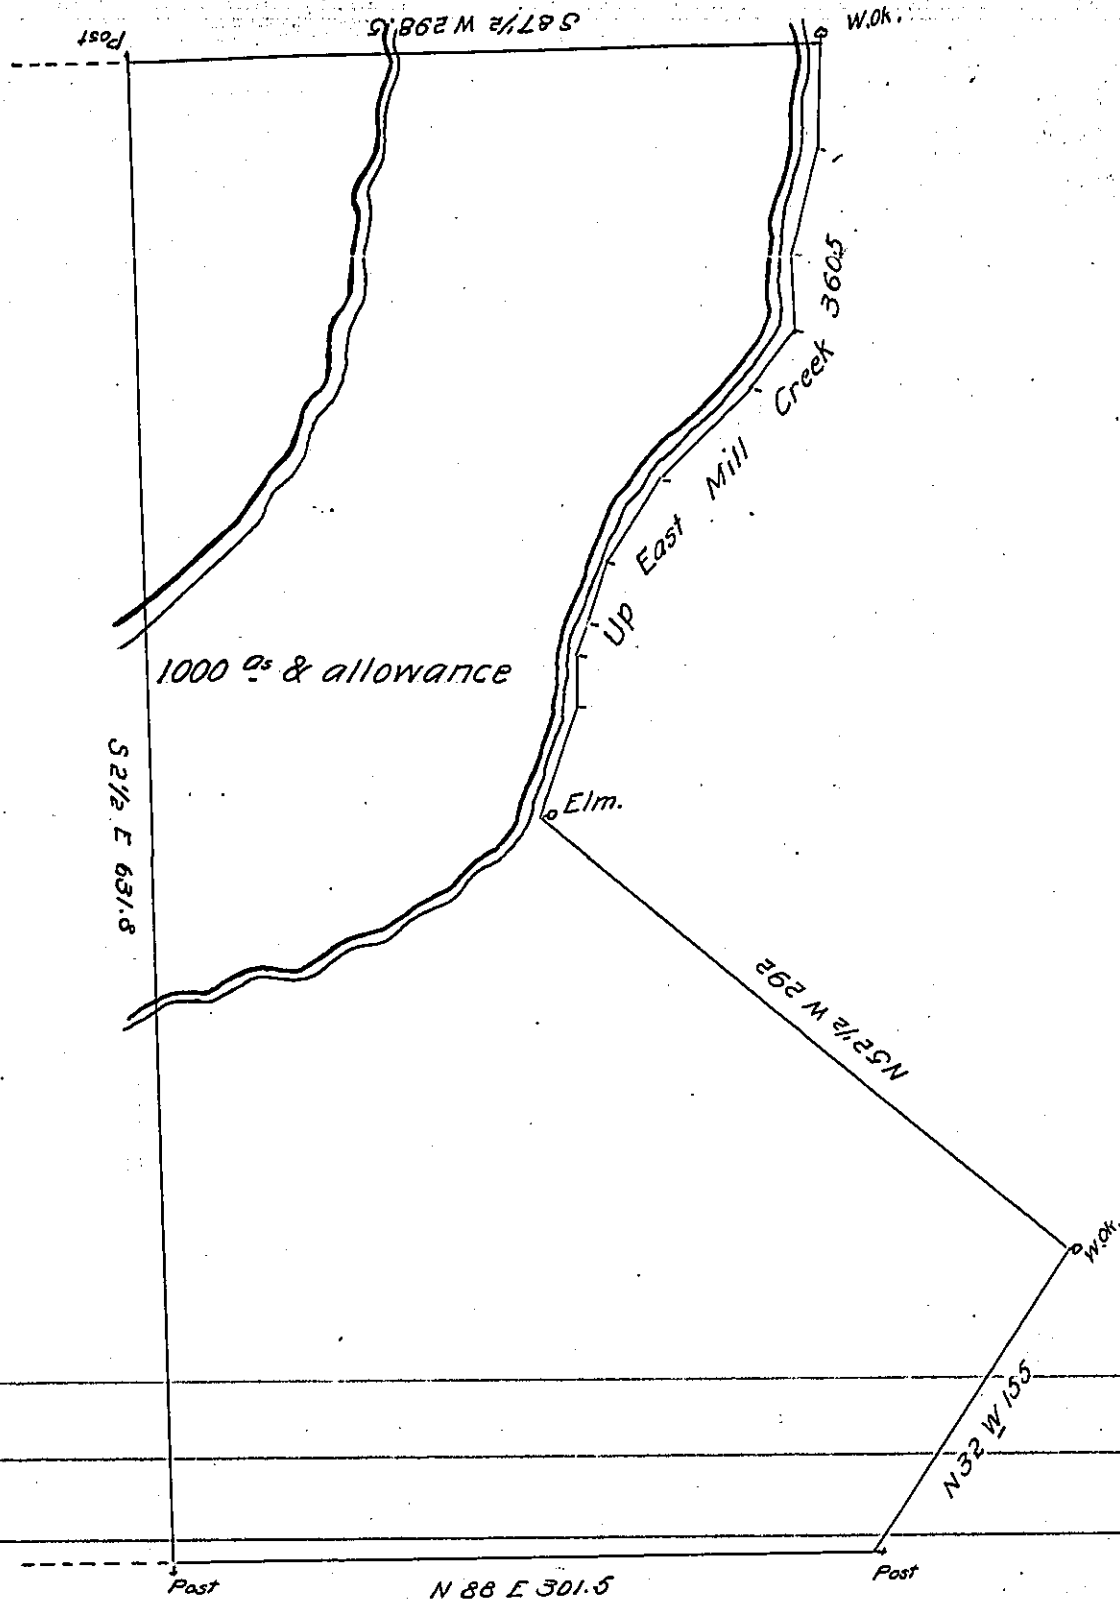 S 87½ W 298.5
Post
W.Ok.
Up East Mill Creek 360.5
1000 as & allowance
S 2½ E 631.8
Elm.
N52½ W 292
W.Ok.
N 32 W 155
Post
N 88 E 301.5
Post